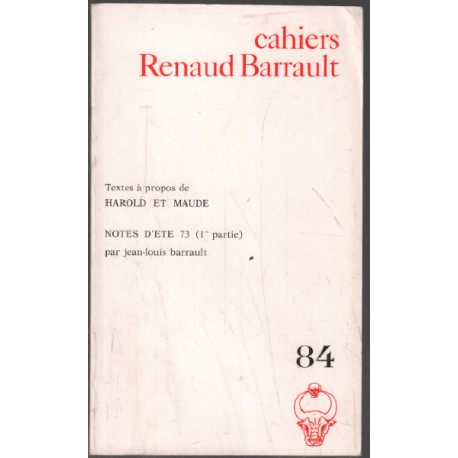 cahiers
Renaud Barrault
Textes à propos de
HAROLD ET MAUDE
NOTES D'ETE 73 (1re partie)
par jean-louis barrault
84